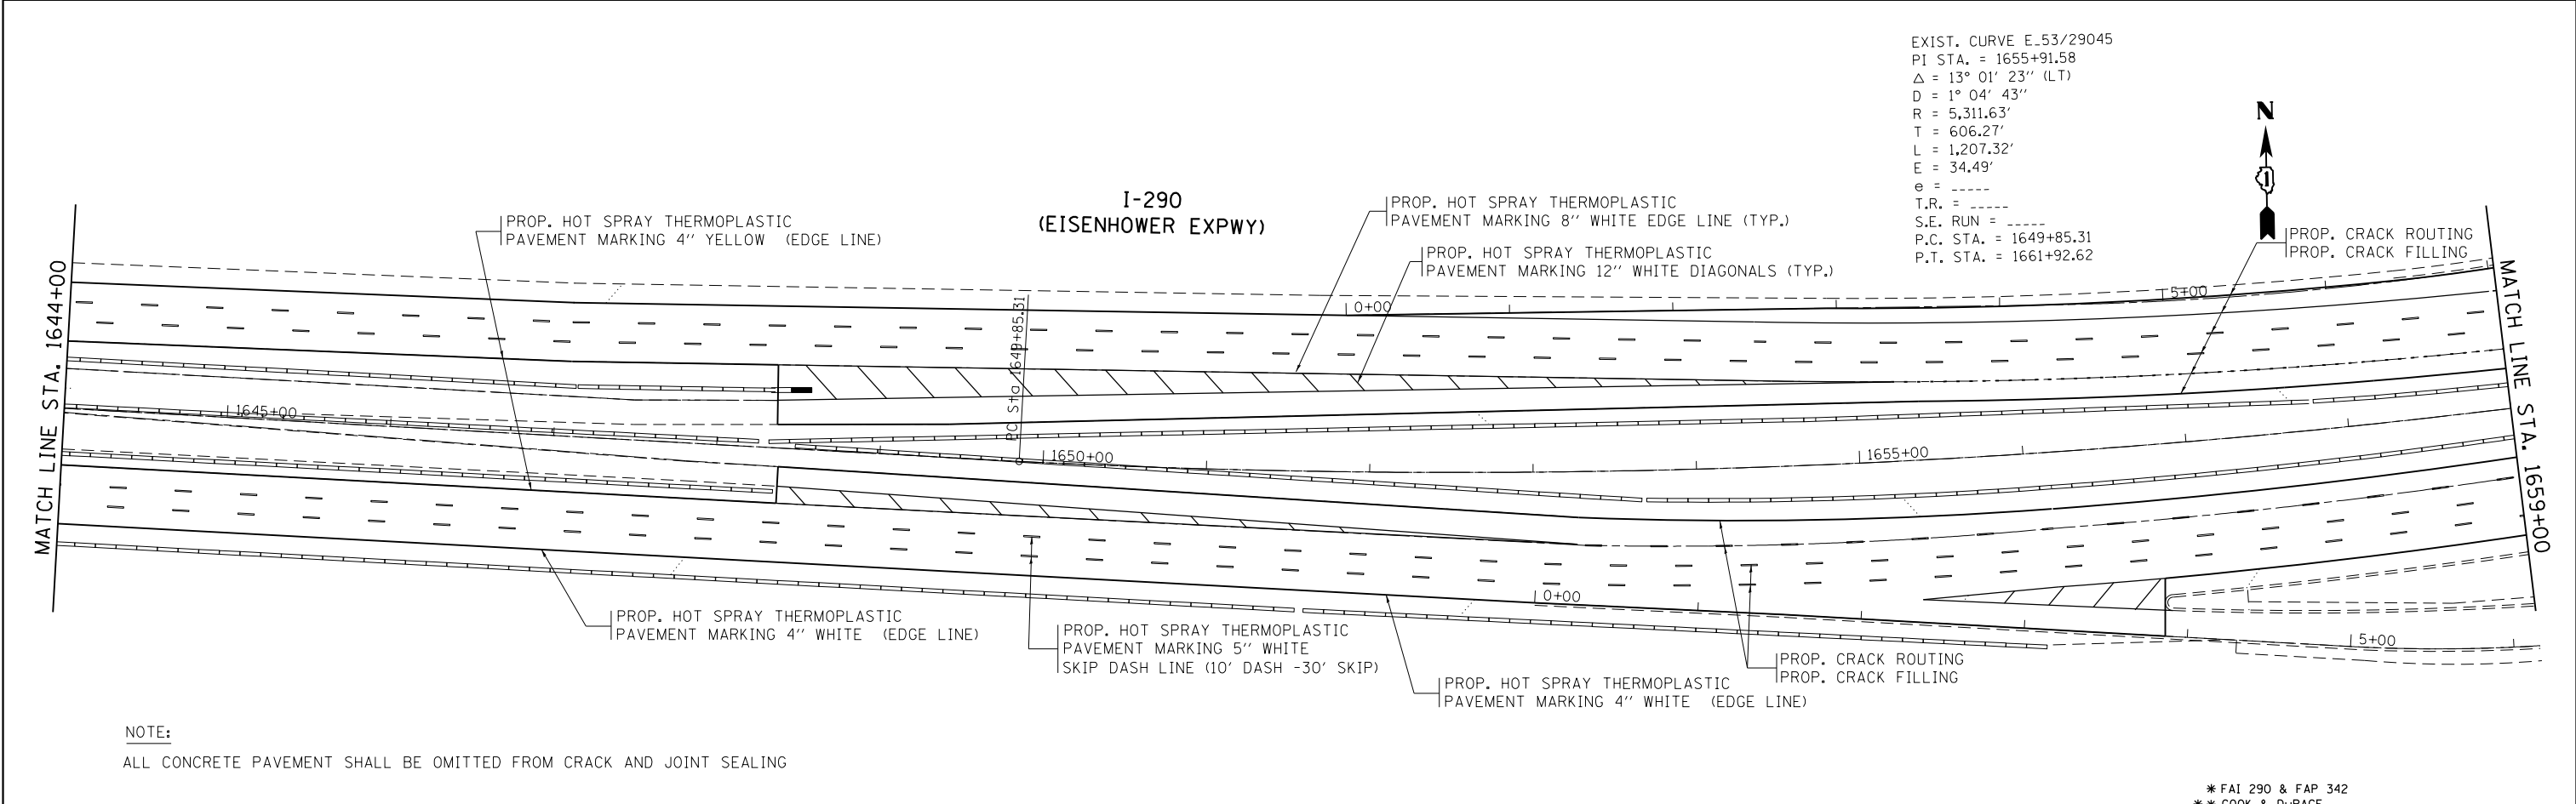 EXIST. CURVE E_53/29045
PI STA. = 1655+91.58
Δ = 13° 01' 23'' (LT)
D = 1° 04' 43''
R = 5,311.63'
T = 606.27'
L = 1,207.32'
E = 34.49'
e = _____
T.R. = _____
S.E. RUN = _____
P.C. STA. = 1649+85.31
P.T. STA. = 1661+92.62
N
1
I-290
(EISENHOWER EXPWY)
PROP. HOT SPRAY THERMOPLASTIC
PAVEMENT MARKING 4'' YELLOW (EDGE LINE)
PROP. HOT SPRAY THERMOPLASTIC
PAVEMENT MARKING 8'' WHITE EDGE LINE (TYP.)
PROP. HOT SPRAY THERMOPLASTIC
PAVEMENT MARKING 12'' WHITE DIAGONALS (TYP.)
PROP. CRACK ROUTING
PROP. CRACK FILLING
MATCH LINE STA. 1644+00
MATCH LINE STA. 1659+00
0+00
5+00
PC Sta 1649+85.31
1645+00
1650+00
1655+00
0+00
5+00
PROP. HOT SPRAY THERMOPLASTIC
PAVEMENT MARKING 4'' WHITE (EDGE LINE)
PROP. HOT SPRAY THERMOPLASTIC
PAVEMENT MARKING 5'' WHITE
SKIP DASH LINE (10' DASH -30' SKIP)
PROP. HOT SPRAY THERMOPLASTIC
PAVEMENT MARKING 4'' WHITE (EDGE LINE)
PROP. CRACK ROUTING
PROP. CRACK FILLING
NOTE:
ALL CONCRETE PAVEMENT SHALL BE OMITTED FROM CRACK AND JOINT SEALING
* FAI 290 & FAP 342
** COOK & DuPAGE